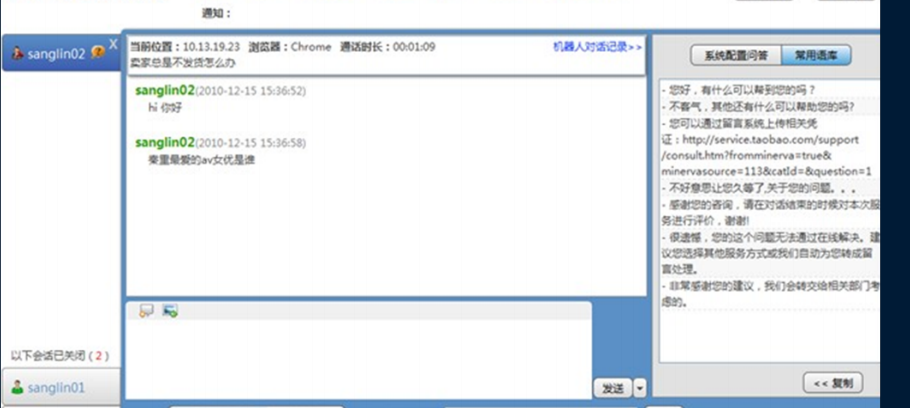 通知：
sanglin02
X
当前位置：10.13.19.23 浏览器：Chrome 通话时长：00:01:09
机器人对话记录>>
卖家总是不发货怎么办
sanglin02(2010-12-15 15:36:52)
hi 你好
sanglin02(2010-12-15 15:36:58)
秦里最爱的av女优是谁
发送
以下会话已关闭 ( 2 )
sanglin01
系统配置问答
常用语库
- 您好，有什么可以帮到您的吗？
- 不客气，其他还有什么可以帮助您的吗?
- 您可以通过留言系统上传相关凭
证：http://service.taobao.com/support
/consult.htm?fromminerva=true&
minervasource=113&catId=&question=1
- 不好意思让您久等了,关于您的问题。。。
- 感谢您的咨询，请在对话结束的时候对本次服
务进行评价，谢谢!
- 很遗憾，您的这个问题无法通过在线解决。建
议您选择其他服务方式或我们自动为您转成留
言处理。
- 非常感谢您的建议，我们会转交给相关部门考
虑的。
<< 复制